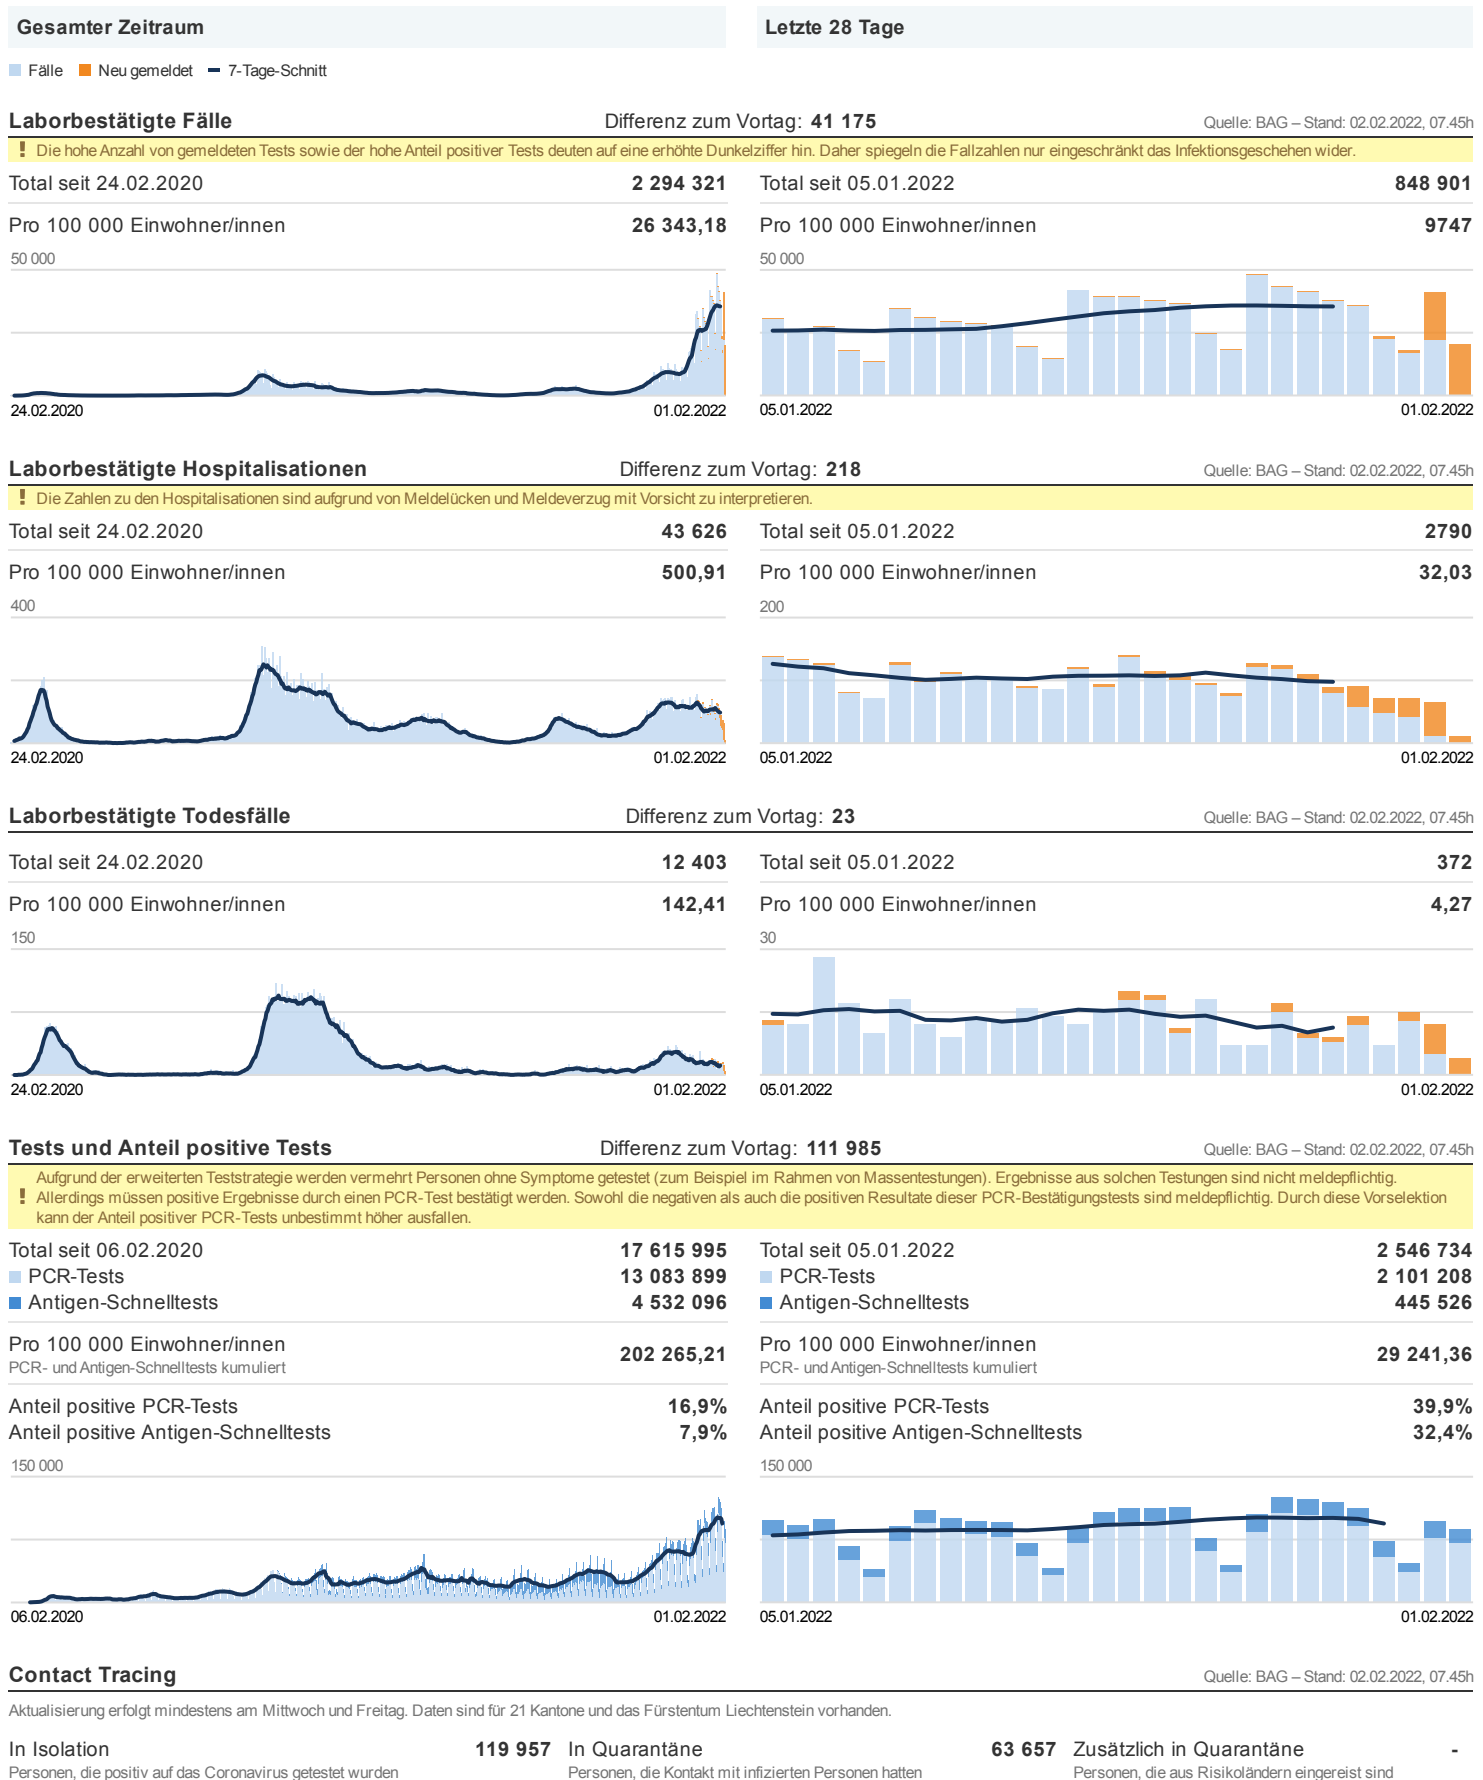 Gesamter Zeitraum
Letzte 28 Tage
Fälle Neu gemeldet 7-Tage-Schnitt
Laborbestätigte Fälle Differenz zum Vortag: 41 175 Quelle: BAG – Stand: 02.02.2022, 07.45h
! Die hohe Anzahl von gemeldeten Tests sowie der hohe Anteil positiver Tests deuten auf eine erhöhte Dunkelziffer hin. Daher spiegeln die Fallzahlen nur eingeschränkt das Infektionsgeschehen wider.
Total seit 24.02.2020 2 294 321
Pro 100 000 Einwohner/innen 26 343,18
50 000
24.02.2020 01.02.2022
Total seit 05.01.2022 848 901
Pro 100 000 Einwohner/innen 9747
50 000
05.01.2022 01.02.2022
Laborbestätigte Hospitalisationen Differenz zum Vortag: 218 Quelle: BAG – Stand: 02.02.2022, 07.45h
! Die Zahlen zu den Hospitalisationen sind aufgrund von Meldelücken und Meldeverzug mit Vorsicht zu interpretieren.
Total seit 24.02.2020 43 626
Pro 100 000 Einwohner/innen 500,91
400
24.02.2020 01.02.2022
Total seit 05.01.2022 2790
Pro 100 000 Einwohner/innen 32,03
200
05.01.2022 01.02.2022
Laborbestätigte Todesfälle Differenz zum Vortag: 23 Quelle: BAG – Stand: 02.02.2022, 07.45h
Total seit 24.02.2020 12 403
Pro 100 000 Einwohner/innen 142,41
150
24.02.2020 01.02.2022
Total seit 05.01.2022 372
Pro 100 000 Einwohner/innen 4,27
30
05.01.2022 01.02.2022
Tests und Anteil positive Tests Differenz zum Vortag: 111 985 Quelle: BAG – Stand: 02.02.2022, 07.45h
Aufgrund der erweiterten Teststrategie werden vermehrt Personen ohne Symptome getestet (zum Beispiel im Rahmen von Massentestungen). Ergebnisse aus solchen Testungen sind nicht meldepflichtig.
! Allerdings müssen positive Ergebnisse durch einen PCR-Test bestätigt werden. Sowohl die negativen als auch die positiven Resultate dieser PCR-Bestätigungstests sind meldepflichtig. Durch diese Vorselektion
kann der Anteil positiver PCR-Tests unbestimmt höher ausfallen.
Total seit 06.02.2020 17 615 995
PCR-Tests 13 083 899
Antigen-Schnelltests 4 532 096
Pro 100 000 Einwohner/innen 202 265,21
PCR- und Antigen-Schnelltests kumuliert
Anteil positive PCR-Tests 16,9%
Anteil positive Antigen-Schnelltests 7,9%
150 000
06.02.2020 01.02.2022
Total seit 05.01.2022 2 546 734
PCR-Tests 2 101 208
Antigen-Schnelltests 445 526
Pro 100 000 Einwohner/innen 29 241,36
PCR- und Antigen-Schnelltests kumuliert
Anteil positive PCR-Tests 39,9%
Anteil positive Antigen-Schnelltests 32,4%
150 000
05.01.2022 01.02.2022
Contact Tracing Quelle: BAG – Stand: 02.02.2022, 07.45h
Aktualisierung erfolgt mindestens am Mittwoch und Freitag. Daten sind für 21 Kantone und das Fürstentum Liechtenstein vorhanden.
In Isolation 119 957
Personen, die positiv auf das Coronavirus getestet wurden
In Quarantäne 63 657
Personen, die Kontakt mit infizierten Personen hatten
Zusätzlich in Quarantäne -
Personen, die aus Risikoländern eingereist sind